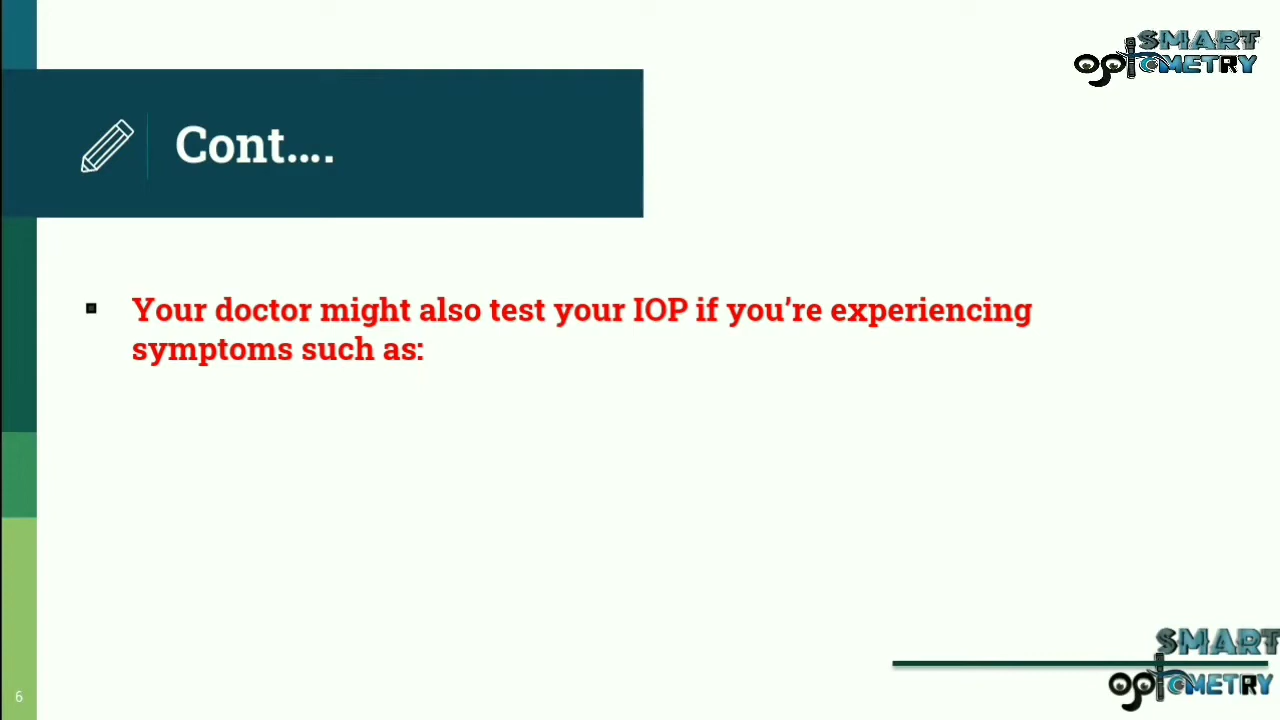 SMART
OPTOMETRY
Cont….
▪ Your doctor might also test your IOP if you’re experiencing
symptoms such as:
SMART
OPTOMETRY
6